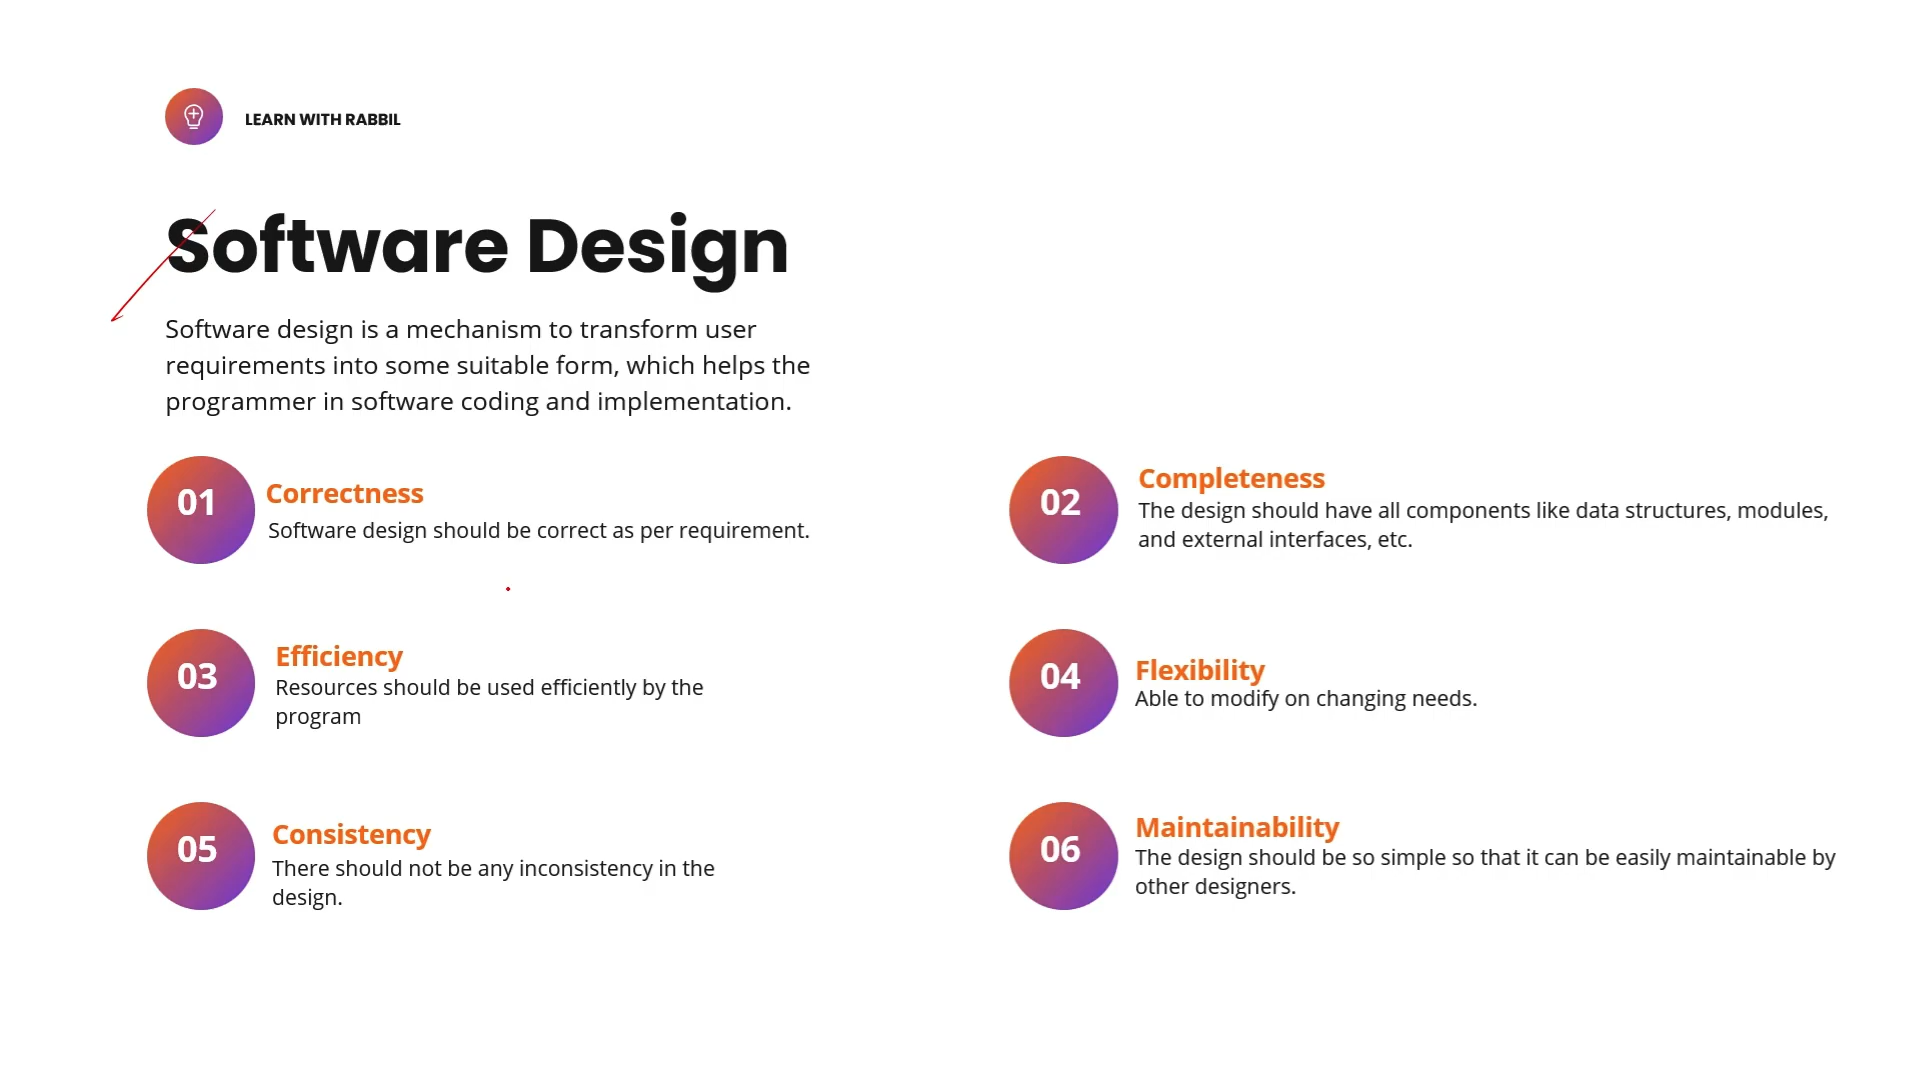 LEARN WITH RABBIL
Software Design
Software design is a mechanism to transform user
requirements into some suitable form, which helps the
programmer in software coding and implementation.
01
Correctness
Software design should be correct as per requirement.
02
Completeness
The design should have all components like data structures, modules,
and external interfaces, etc.
03
Efficiency
Resources should be used efficiently by the
program
04
Flexibility
Able to modify on changing needs.
05
Consistency
There should not be any inconsistency in the
design.
06
Maintainability
The design should be so simple so that it can be easily maintainable by
other designers.